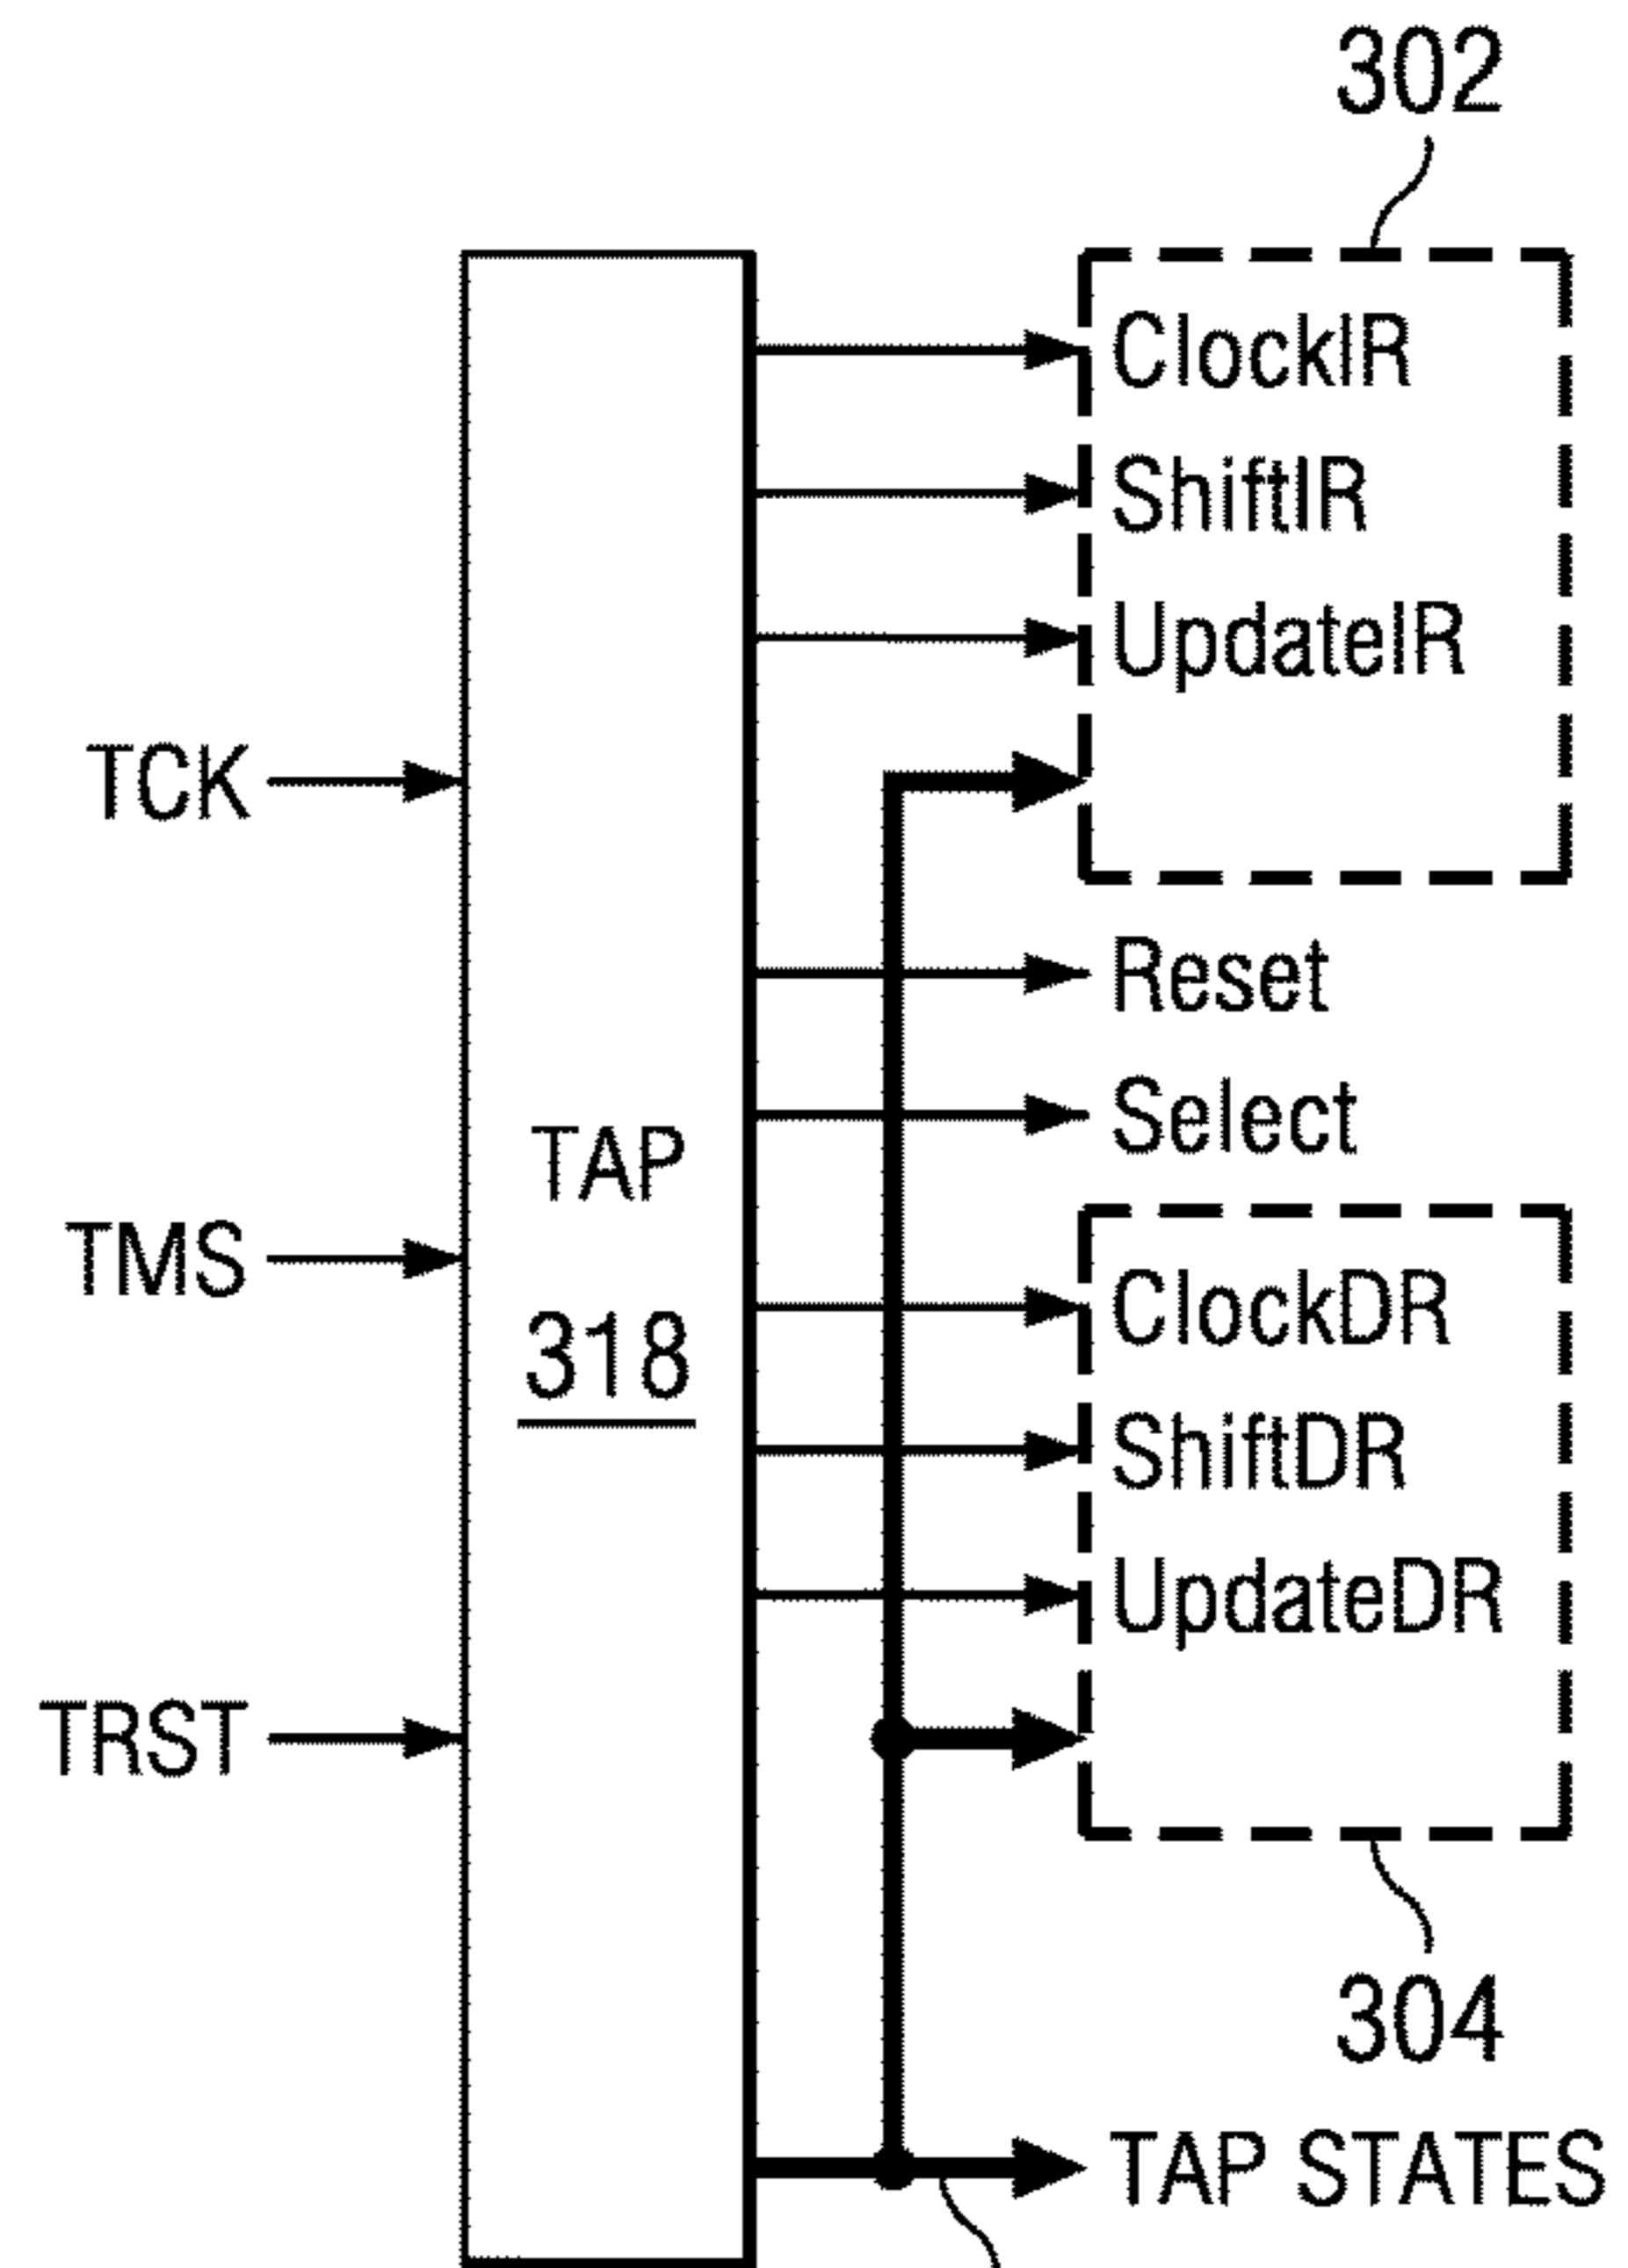 302
ClockIR
ShiftIR
UpdateIR
TCK
Reset
Select
TAP
TMS
318
ClockDR
ShiftDR
UpdateDR
TRST
304
TAP STATES